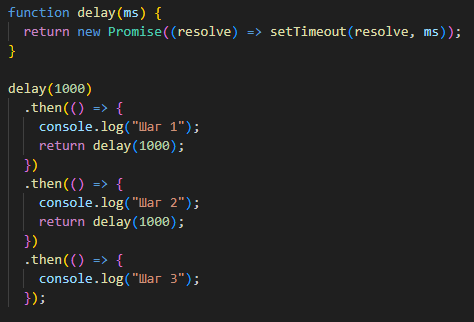 function delay(ms) {
  return new Promise((resolve) => setTimeout(resolve, ms));
}

delay(1000)
  .then(() => {
    console.log("Шаг 1");
    return delay(1000);
  })
  .then(() => {
    console.log("Шаг 2");
    return delay(1000);
  })
  .then(() => {
    console.log("Шаг 3");
  });